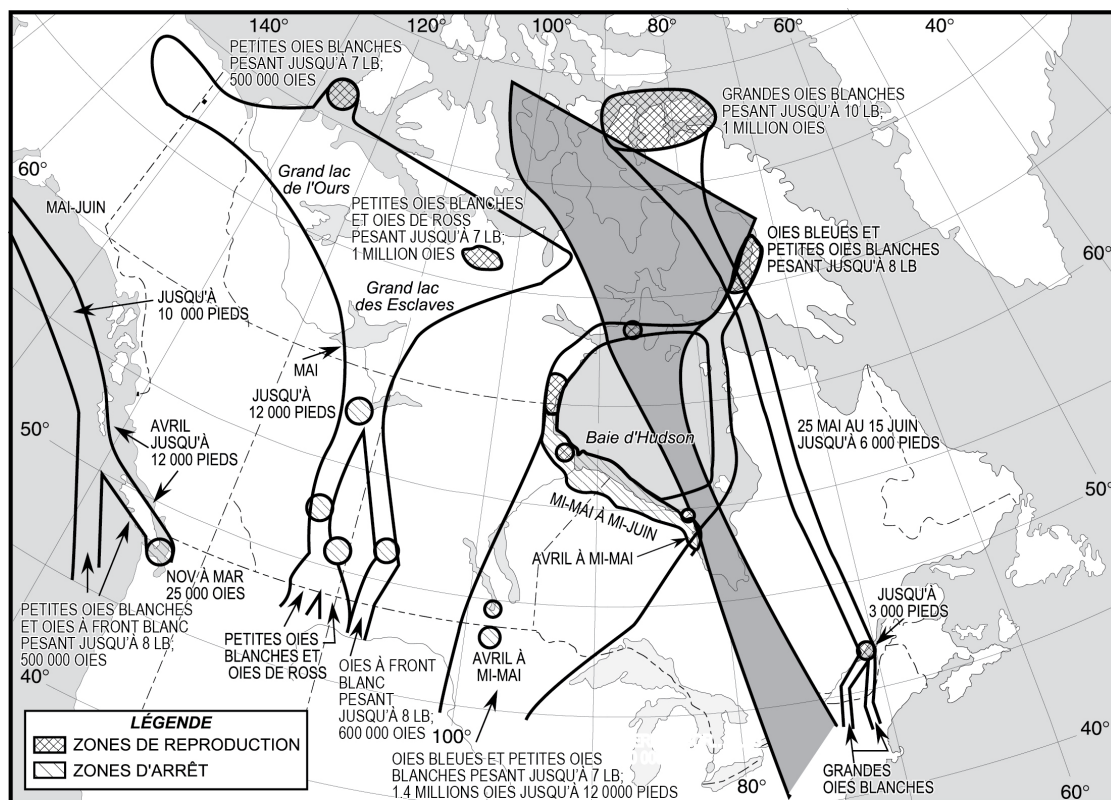 140°
120°
100°
80°
60°
40°
PETITES OIES BLANCHES
PESANT JUSQU'À 7 LB;
500 000 OIES
GRANDES OIES BLANCHES
PESANT JUSQU'À 10 LB;
1 MILLION OIES
60°
MAI-JUIN
Grand lac
de l'Ours
PETITES OIES BLANCHES
ET OIES DE ROSS
PESANT JUSQU'À 7 LB;
1 MILLION OIES
OIES BLEUES ET
PETITES OIES BLANCHES
PESANT JUSQU'À 8 LB
60°
Grand lac
des Esclaves
JUSQU'À
10 000 PIEDS
MAI
JUSQU'À
12 000 PIEDS
50°
AVRIL
JUSQU'À
12 000 PIEDS
Baie d'Hudson
25 MAI AU 15 JUIN
JUSQU'À 6 000 PIEDS
50°
MI-MAI À MI-JUIN
AVRIL À MI-MAI
NOV À MAR
25 000 OIES
JUSQU'À
3 000 PIEDS
PETITES OIES BLANCHES
ET OIES À FRONT BLANC
PESANT JUSQU'À 8 LB;
500 000 OIES
PETITES OIES
BLANCHES ET
OIES DE ROSS
OIES À FRONT
BLANC
PESANT
JUSQU'À 8 LB;
600 000 OIES
AVRIL À
MI-MAI
40°
100°
40°
LÉGENDE
ZONES DE REPRODUCTION
ZONES D'ARRÊT
OIES BLEUES ET PETITES OIES
BLANCHES PESANT JUSQU'À 7 LB;
1.4 MILLIONS OIES JUSQU'À 12 0000 PIEDS
80°
GRANDES
OIES BLANCHES
60°